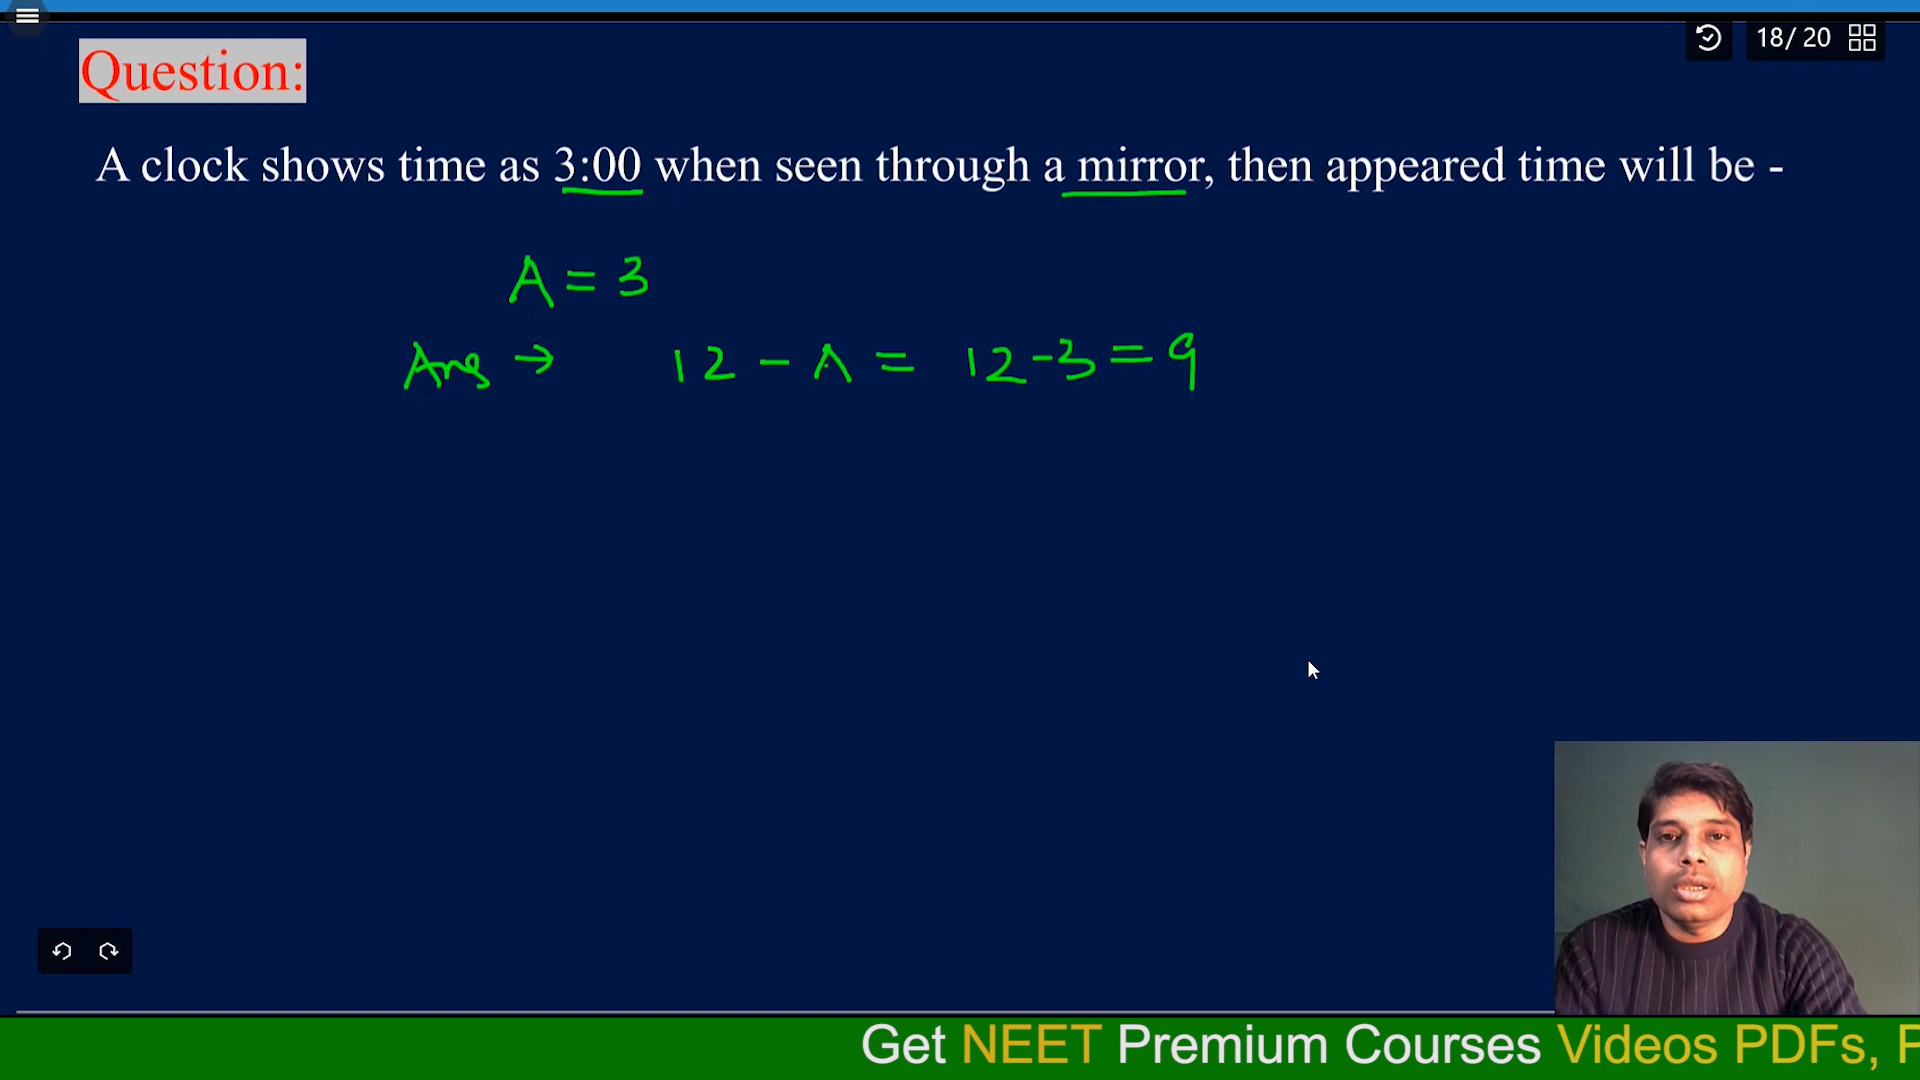 18/ 20
Question:
A clock shows time as 3:00 when seen through a mirror, then appeared time will be -
A = 3
Ans → 12 - A = 12-3 = 9
Get NEET Premium Courses Videos PDFs, P